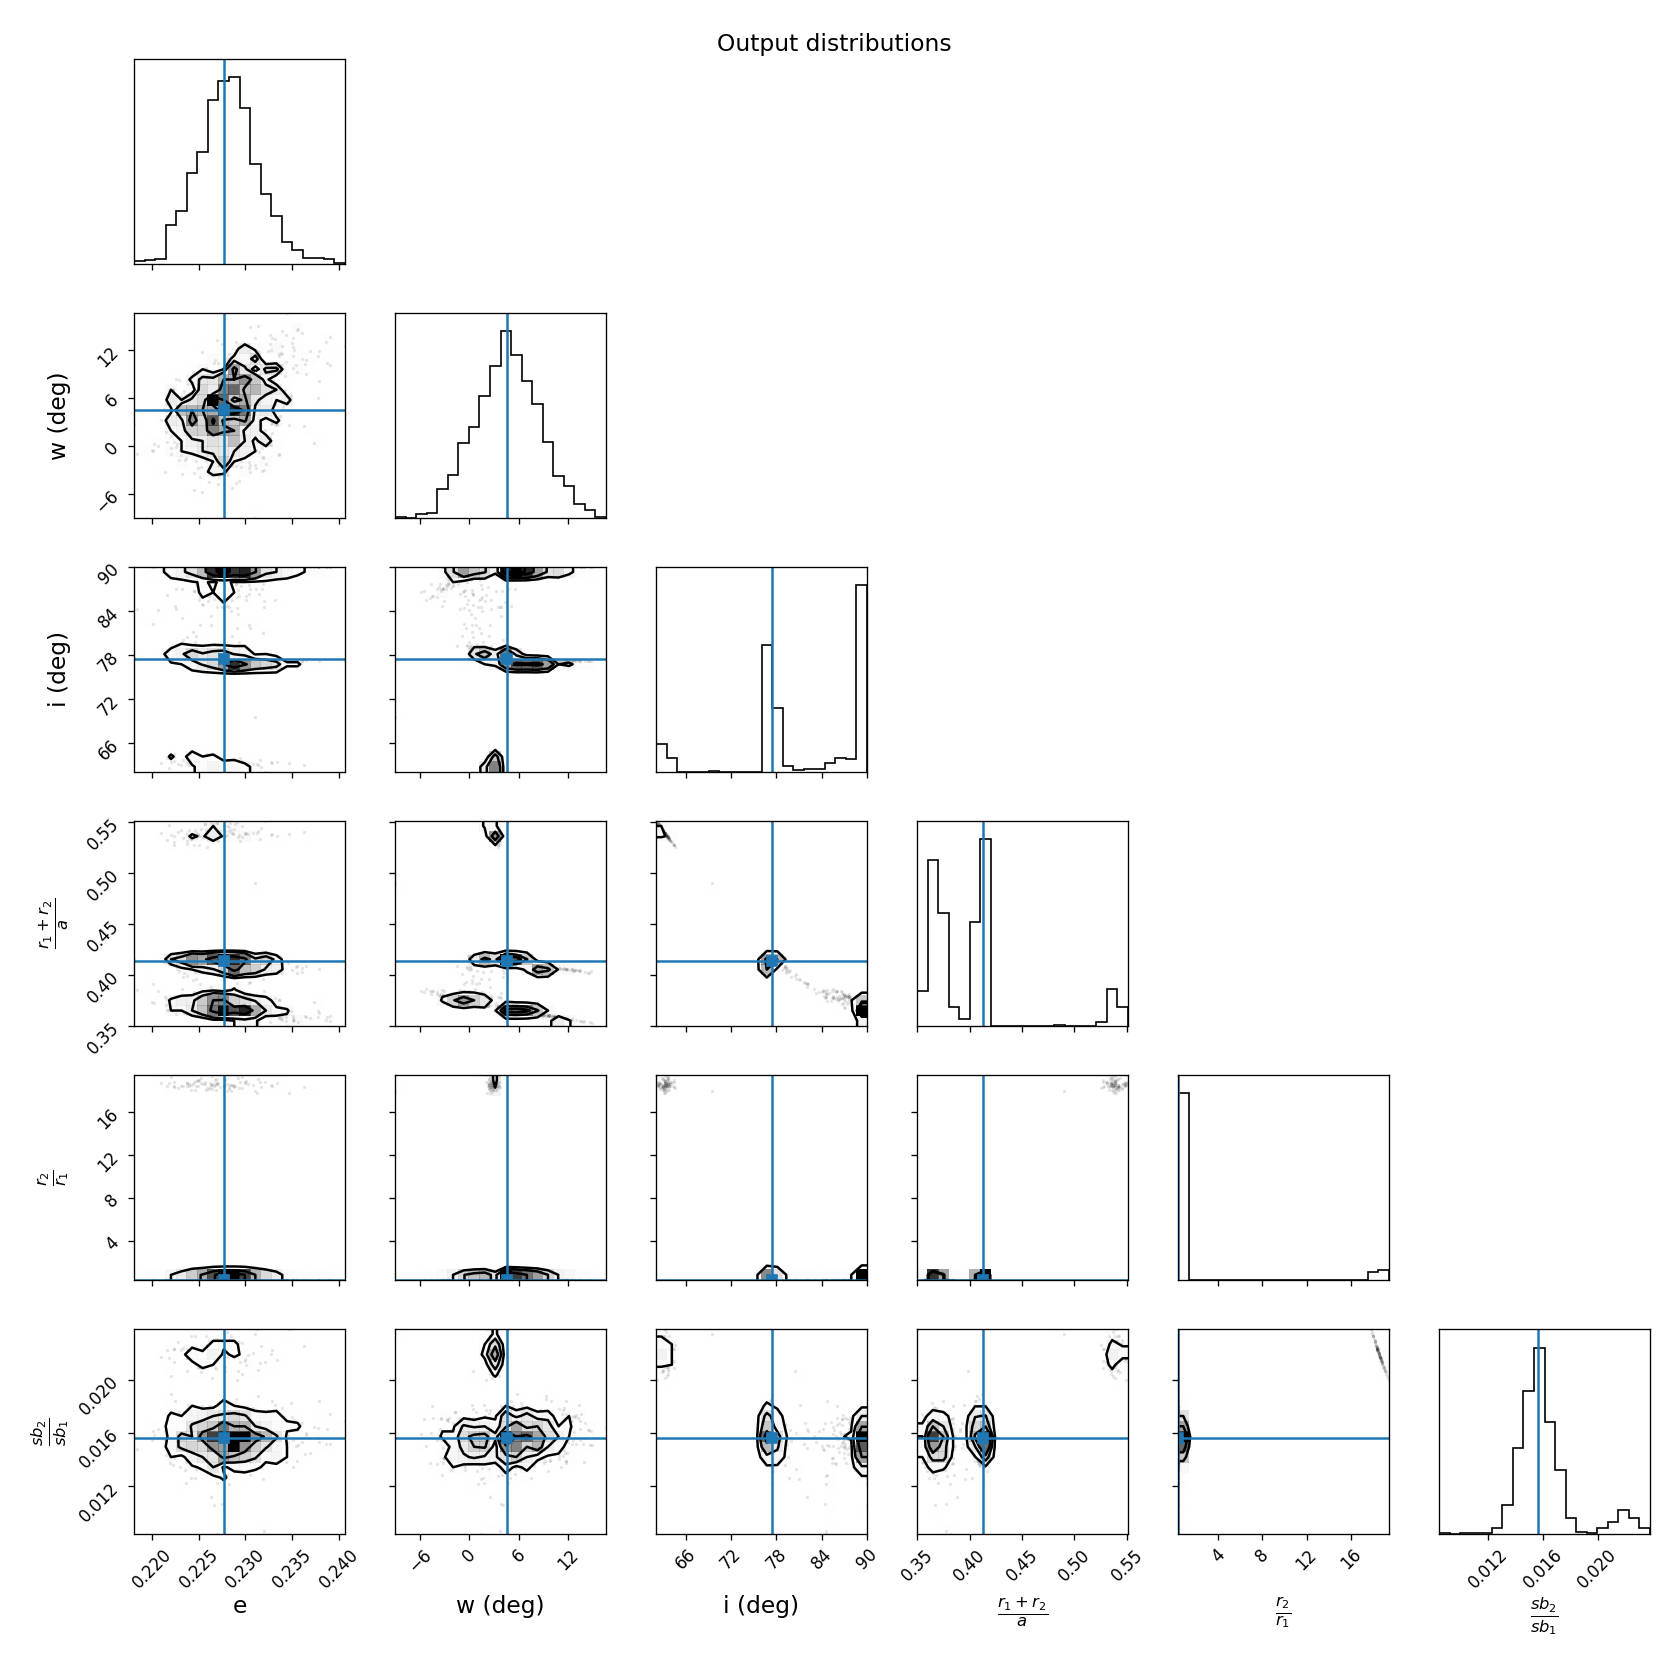 Output distributions
12
6
0
−6
w (deg)
90
84
78
72
66
i (deg)
0.55
0.50
0.45
0.40
0.35
r₁ + r₂
a
16
12
8
4
r₂
r₁
0.020
0.016
0.012
sb₂
sb₁
0.220 0.225 0.230 0.235 0.240
−6 0 6 12
66 72 78 84 90
0.35 0.40 0.45 0.50 0.55
4 8 12 16
0.012 0.016 0.020
e
w (deg)
i (deg)
r₁ + r₂
a
r₂
r₁
sb₂
sb₁